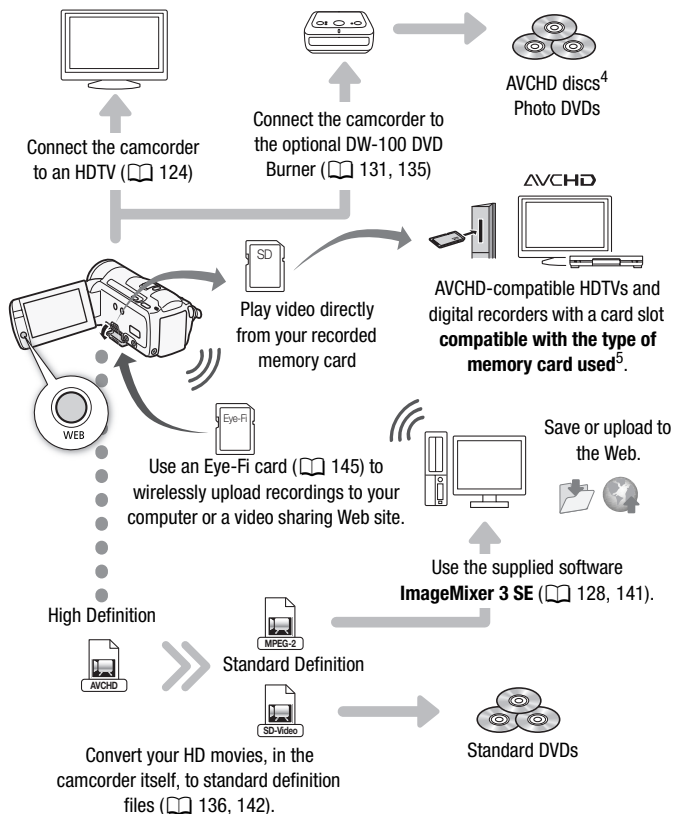 AVCHD discs4
Photo DVDs
Connect the camcorder
to an HDTV (124)
Connect the camcorder to
the optional DW-100 DVD
Burner (131, 135)
AVCHD
SD
Play video directly
from your recorded
memory card
AVCHD-compatible HDTVs and
digital recorders with a card slot
compatible with the type of
memory card used5.
WEB
Eye-Fi
Use an Eye-Fi card (145) to
wirelessly upload recordings to your
computer or a video sharing Web site.
Save or upload to
the Web.
Use the supplied software
ImageMixer 3 SE (128, 141).
High Definition
AVCHD
MPEG-2
Standard Definition
SD-Video
Standard DVDs
Convert your HD movies, in the
camcorder itself, to standard definition
files (136, 142).